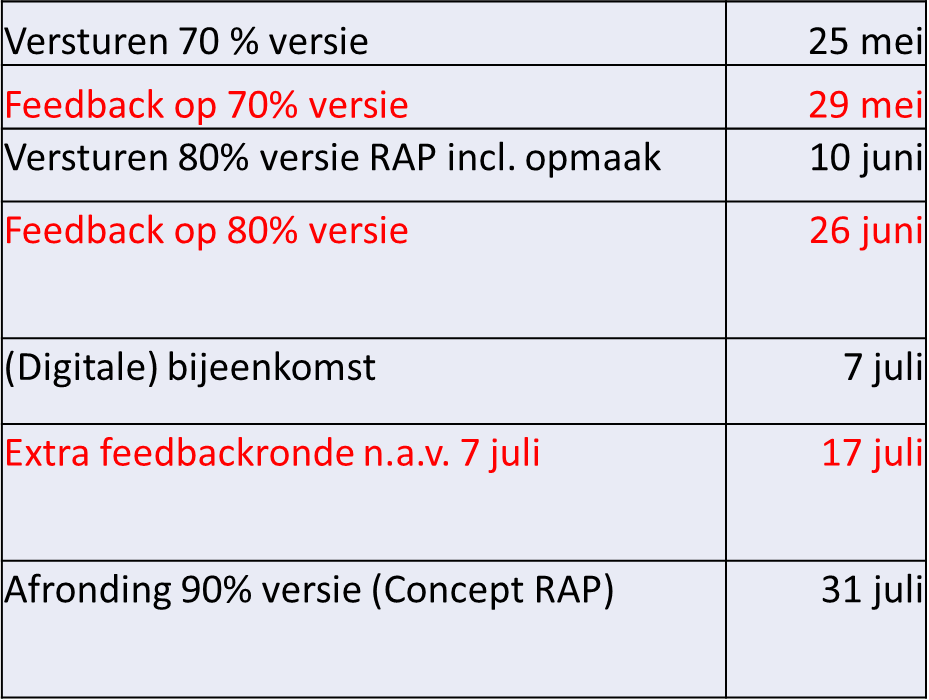 Versturen 70 % versie 25 mei
Feedback op 70% versie 29 mei
Versturen 80% versie RAP incl. opmaak 10 juni
Feedback op 80% versie 26 juni
(Digitale) bijeenkomst 7 juli
Extra feedbackronde n.a.v. 7 juli 17 juli
Afronding 90% versie (Concept RAP) 31 juli